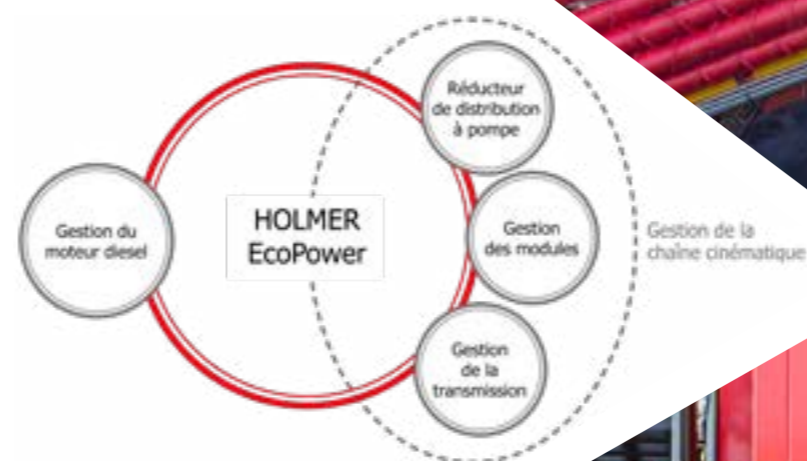 Réducteur
de distribution
à pompe
Gestion du
moteur diesel
HOLMER
EcoPower
Gestion
des modules
Gestion de la
chaîne cinématique
Gestion
de la
transmission